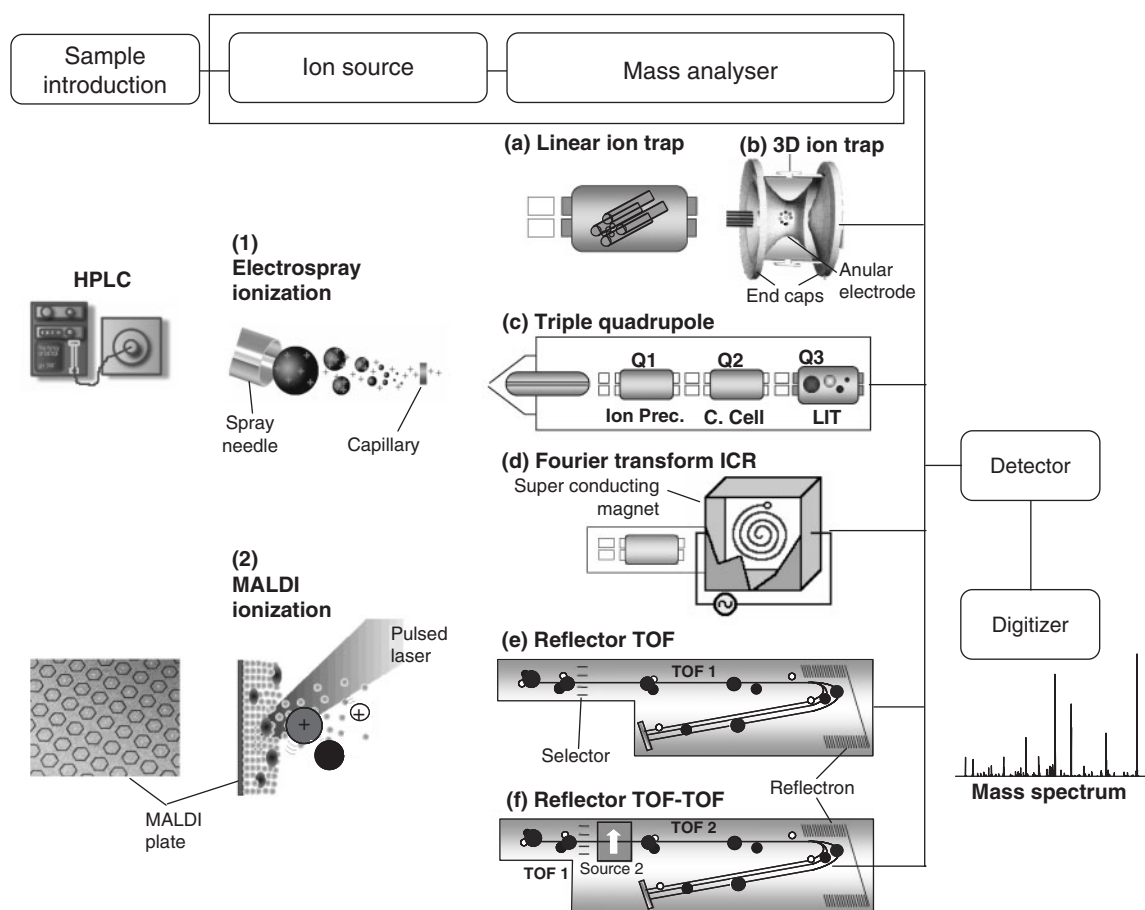 Sample
introduction
Ion source
Mass analyser
(a) Linear ion trap
(b) 3D ion trap
Anular
electrode
End caps
HPLC
(1)
Electrospray
ionization
Spray
needle
Capillary
(c) Triple quadrupole
Q1
Q2
Q3
Ion Prec.
C. Cell
LIT
(d) Fourier transform ICR
Super conducting
magnet
Detector
Digitizer
(2)
MALDI
ionization
Pulsed
laser
MALDI
plate
(e) Reflector TOF
TOF 1
Selector
Reflectron
(f) Reflector TOF-TOF
TOF 2
TOF 1
Source 2
Mass spectrum